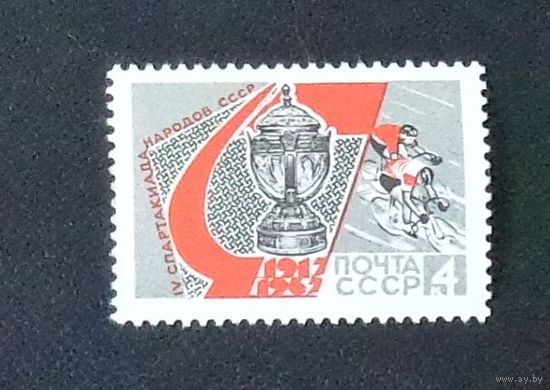 IV СПАРТАКИАДА НАРОДОВ СССР
1917
1967
ПОЧТА
СССР
4
К
www.ay.by